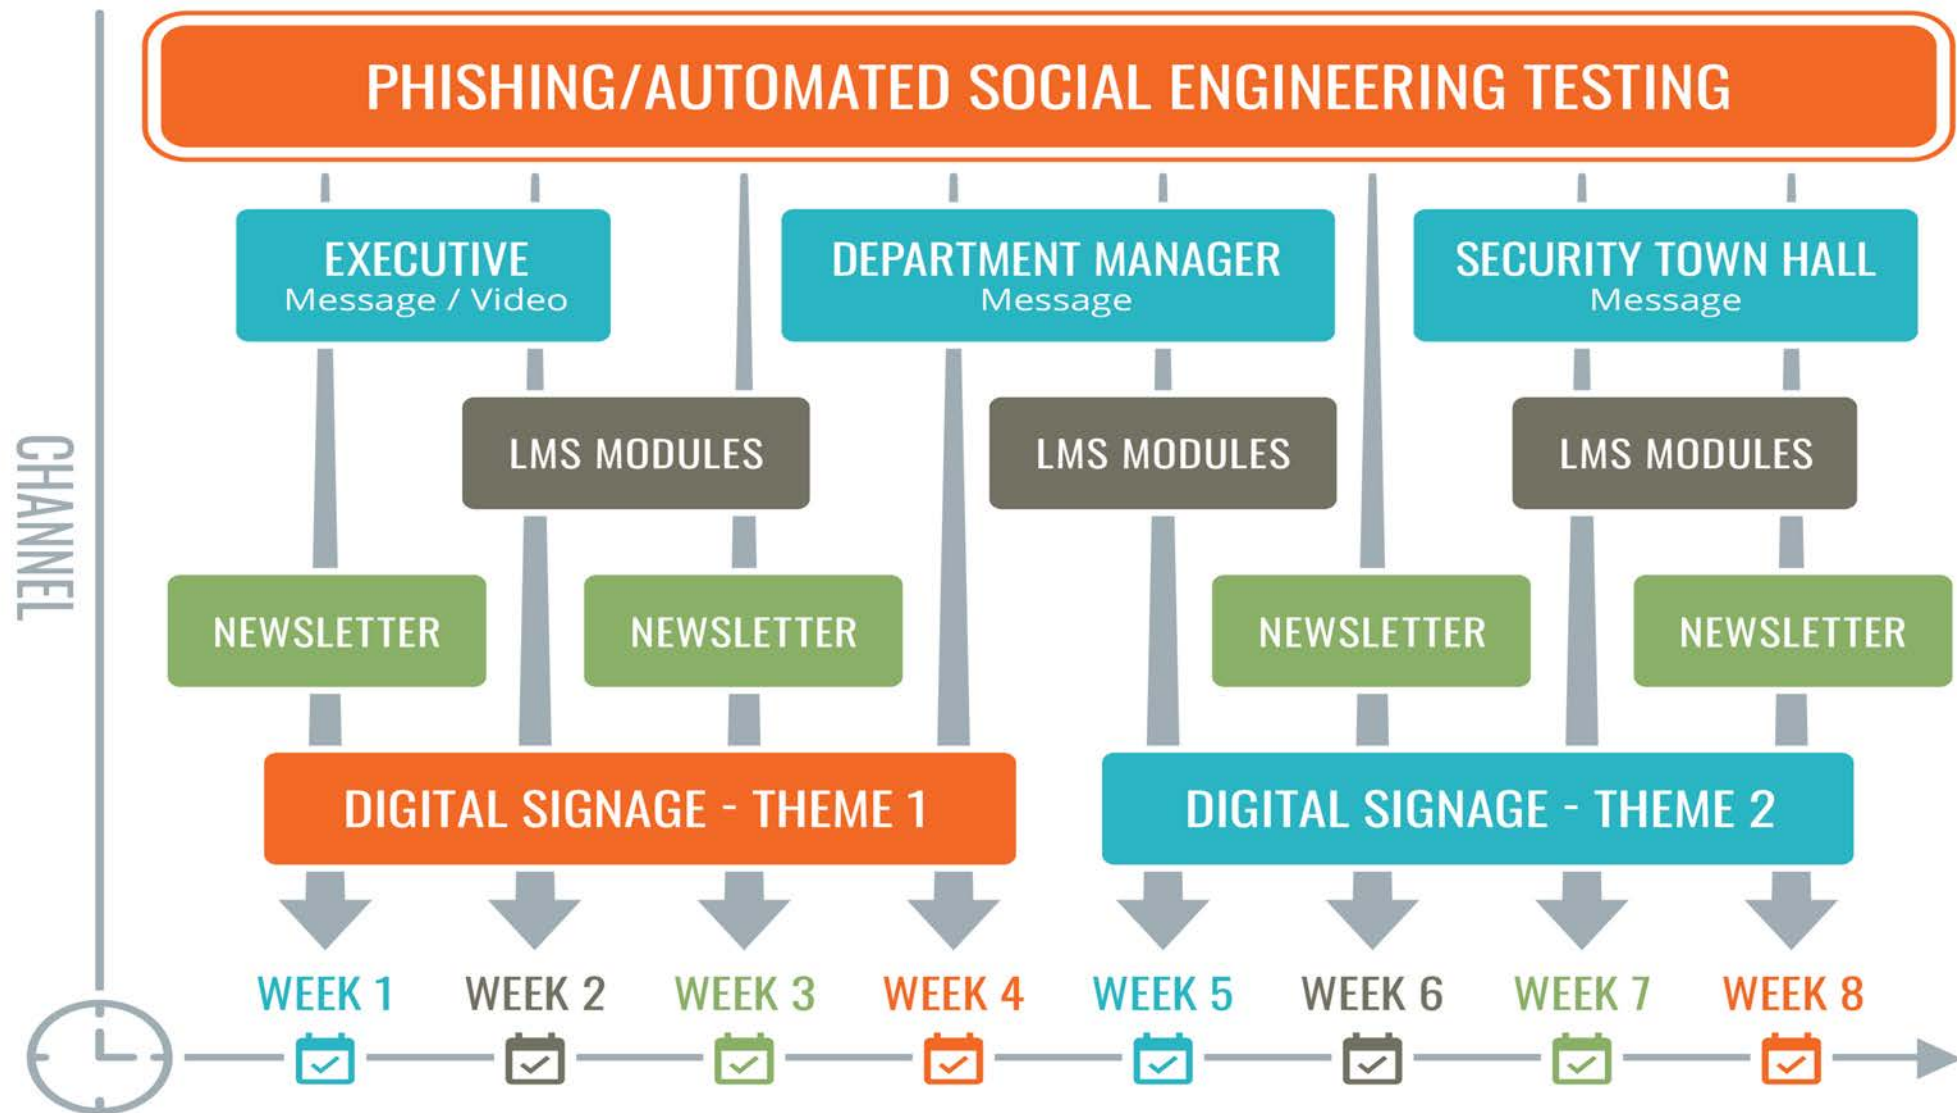 PHISHING/AUTOMATED SOCIAL ENGINEERING TESTING
EXECUTIVE
Message / Video
DEPARTMENT MANAGER
Message
SECURITY TOWN HALL
Message
LMS MODULES
LMS MODULES
LMS MODULES
CHANNEL
NEWSLETTER
NEWSLETTER
NEWSLETTER
NEWSLETTER
DIGITAL SIGNAGE - THEME 1
DIGITAL SIGNAGE - THEME 2
WEEK 1
WEEK 2
WEEK 3
WEEK 4
WEEK 5
WEEK 6
WEEK 7
WEEK 8